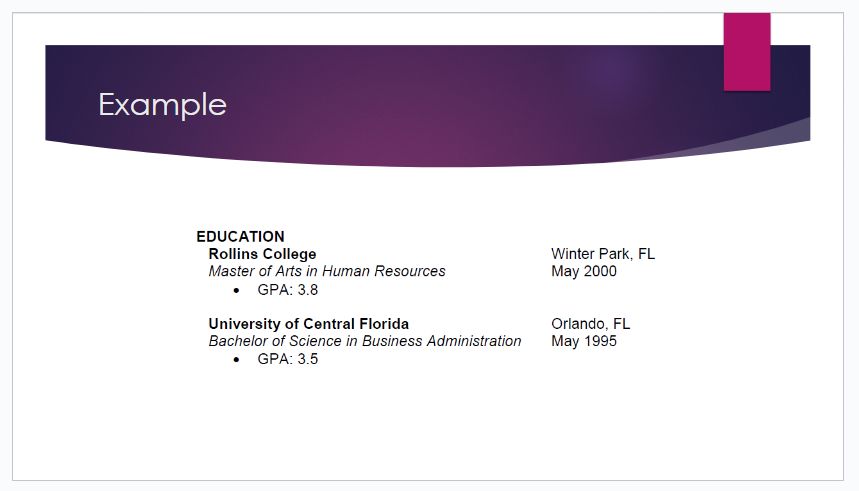 Example
EDUCATION
Rollins College Winter Park, FL
Master of Arts in Human Resources May 2000
• GPA: 3.8
University of Central Florida Orlando, FL
Bachelor of Science in Business Administration May 1995
• GPA: 3.5